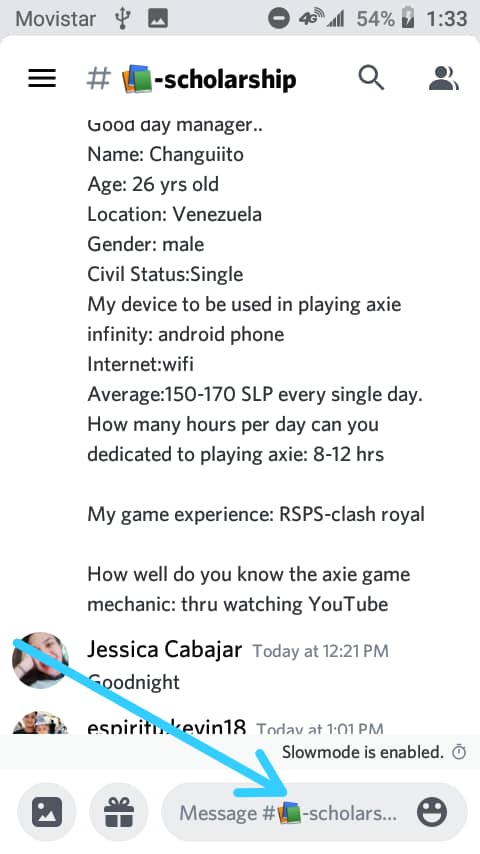 Movistar 4G 54% 1:33
# -scholarship
Good day manager..
Name: Changuiito
Age: 26 yrs old
Location: Venezuela
Gender: male
Civil Status:Single
My device to be used in playing axie
infinity: android phone
Internet:wifi
Average:150-170 SLP every single day.
How many hours per day can you
dedicated to playing axie: 8-12 hrs
My game experience: RSPS-clash royal
How well do you know the axie game
mechanic: thru watching YouTube
Jessica Cabajar Today at 12:21 PM
Goodnight
espiritu.kevin18 Today at 1:01 PM
Slowmode is enabled.
Message # -scholars...